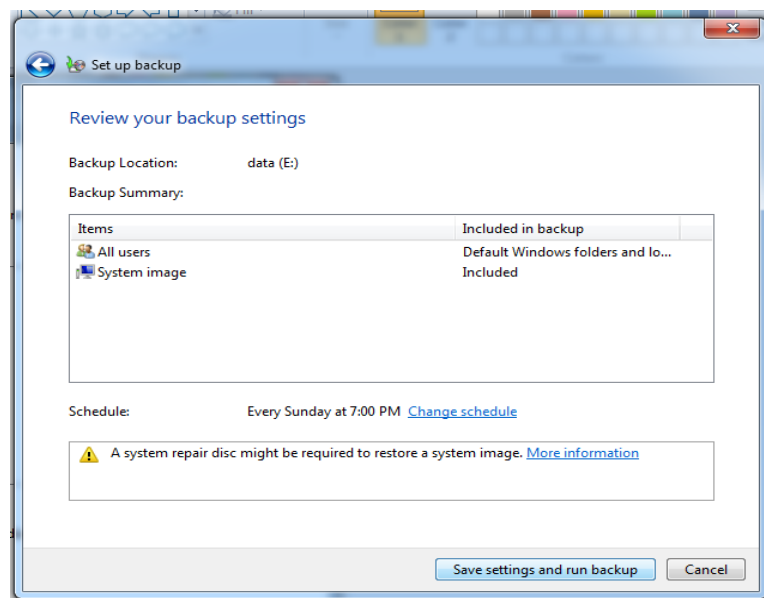 Set up backup
Review your backup settings
Backup Location: data (E:)
Backup Summary:
Items Included in backup
All users Default Windows folders and lo...
System image Included
Schedule: Every Sunday at 7:00 PM Change schedule
A system repair disc might be required to restore a system image. More information
Save settings and run backup Cancel